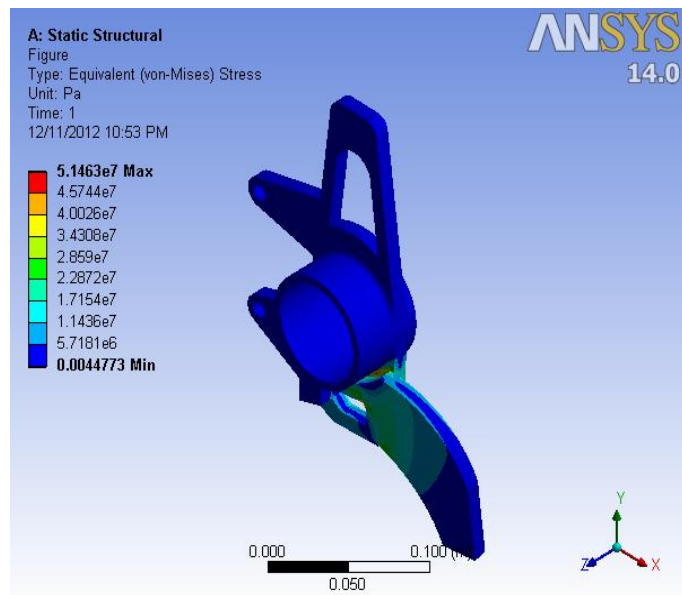 A: Static Structural
Figure
Type: Equivalent (von-Mises) Stress
Unit: Pa
Time: 1
12/11/2012 10:53 PM
ANSYS
14.0
5.1463e7 Max
4.5744e7
4.0026e7
3.4308e7
2.859e7
2.2872e7
1.7154e7
1.1436e7
5.7181e6
0.0044773 Min
0.000
0.100 (m)
0.050
Y
Z
X